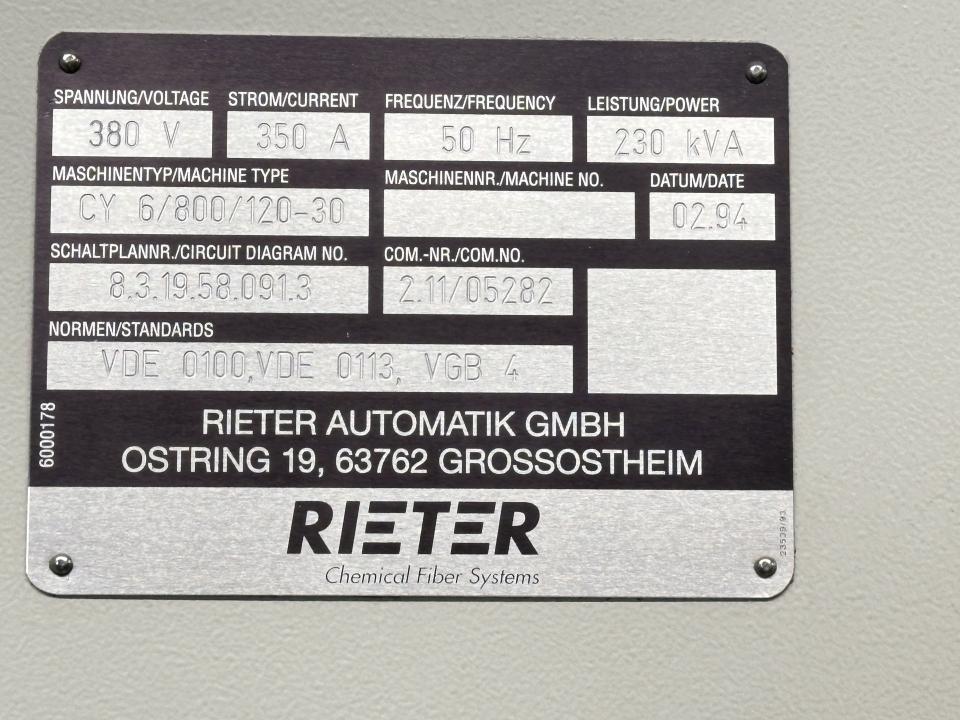 SPANNUNG/VOLTAGE STROM/CURRENT FREQUENZ/FREQUENCY LEISTUNG/POWER
380 V 350 A 50 Hz 230 kVA
MASCHINENTYP/MACHINE TYPE MASCHINENNR./MACHINE NO. DATUM/DATE
CY 6/800/120-30 02.94
SCHALTPLANNR./CIRCUIT DIAGRAM NO. COM.-NR./COM.NO.
8.3.19.58.091.3 2.11/05282
NORMEN/STANDARDS
VDE 0100,VDE 0113, VGB 4
6000178
RIETER AUTOMATIK GMBH
OSTRING 19, 63762 GROSSOSTHEIM
RIETER
Chemical Fiber Systems
23539/93